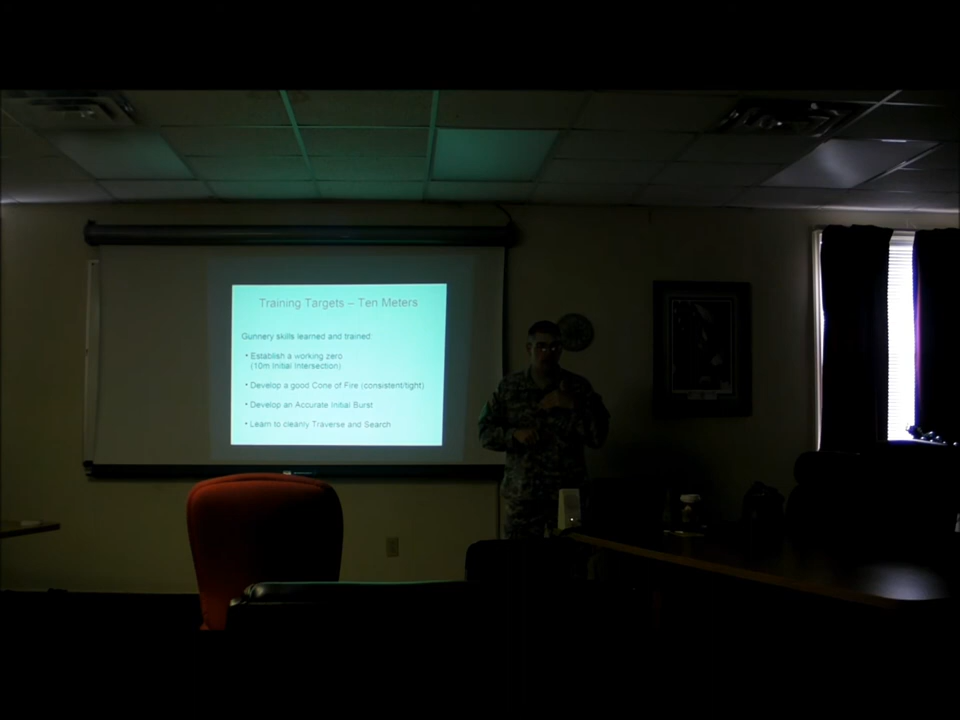 Training Targets – Ten Meters
Gunnery skills learned and trained:
• Establish a working zero
(10m Initial Intersection)
• Develop a good Cone of Fire (consistent/tight)
• Develop an Accurate Initial Burst
• Learn to cleanly Traverse and Search